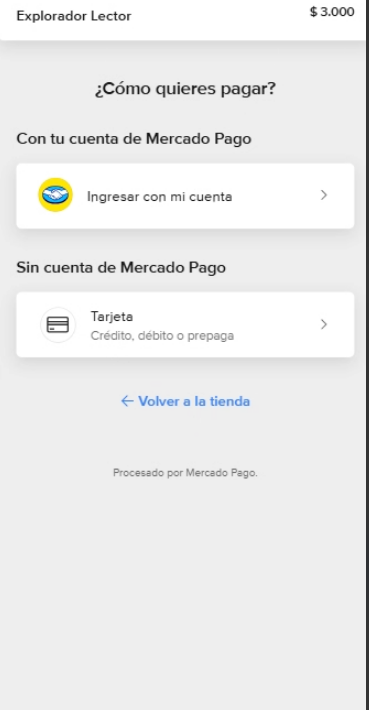 Explorador Lector
$ 3.000
¿Cómo quieres pagar?
Con tu cuenta de Mercado Pago
Ingresar con mi cuenta
Sin cuenta de Mercado Pago
Tarjeta
Crédito, débito o prepaga
← Volver a la tienda
Procesado por Mercado Pago.